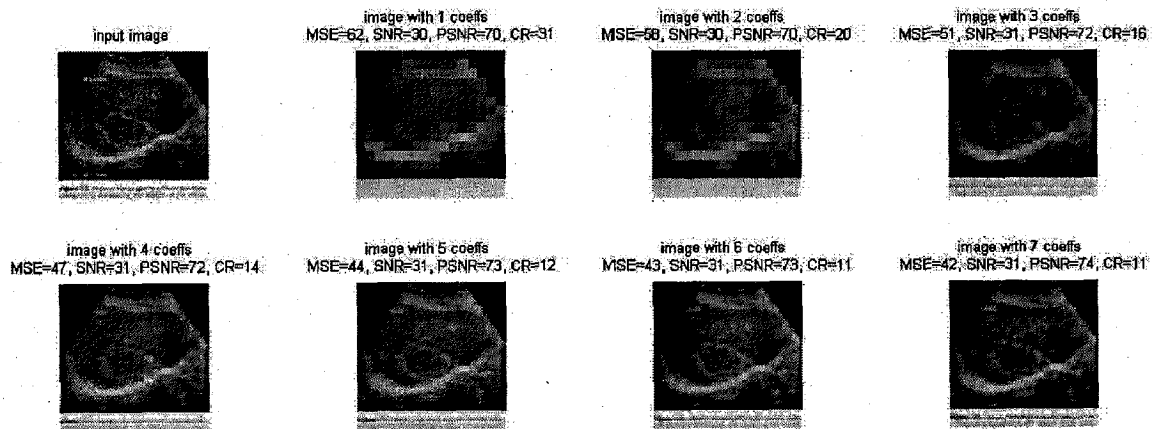 input image
image with 1 coeffs
MSE=62, SNR=30, PSNR=70, CR=31
image with 2 coeffs
MSE=58, SNR=30, PSNR=70, CR=20
image with 3 coeffs
MSE=51, SNR=31, PSNR=72, CR=16
image with 4 coeffs
MSE=47, SNR=31, PSNR=72, CR=14
image with 5 coeffs
MSE=44, SNR=31, PSNR=73, CR=12
image with 6 coeffs
MSE=43, SNR=31, PSNR=73, CR=11
image with 7 coeffs
MSE=42, SNR=31, PSNR=74, CR=11